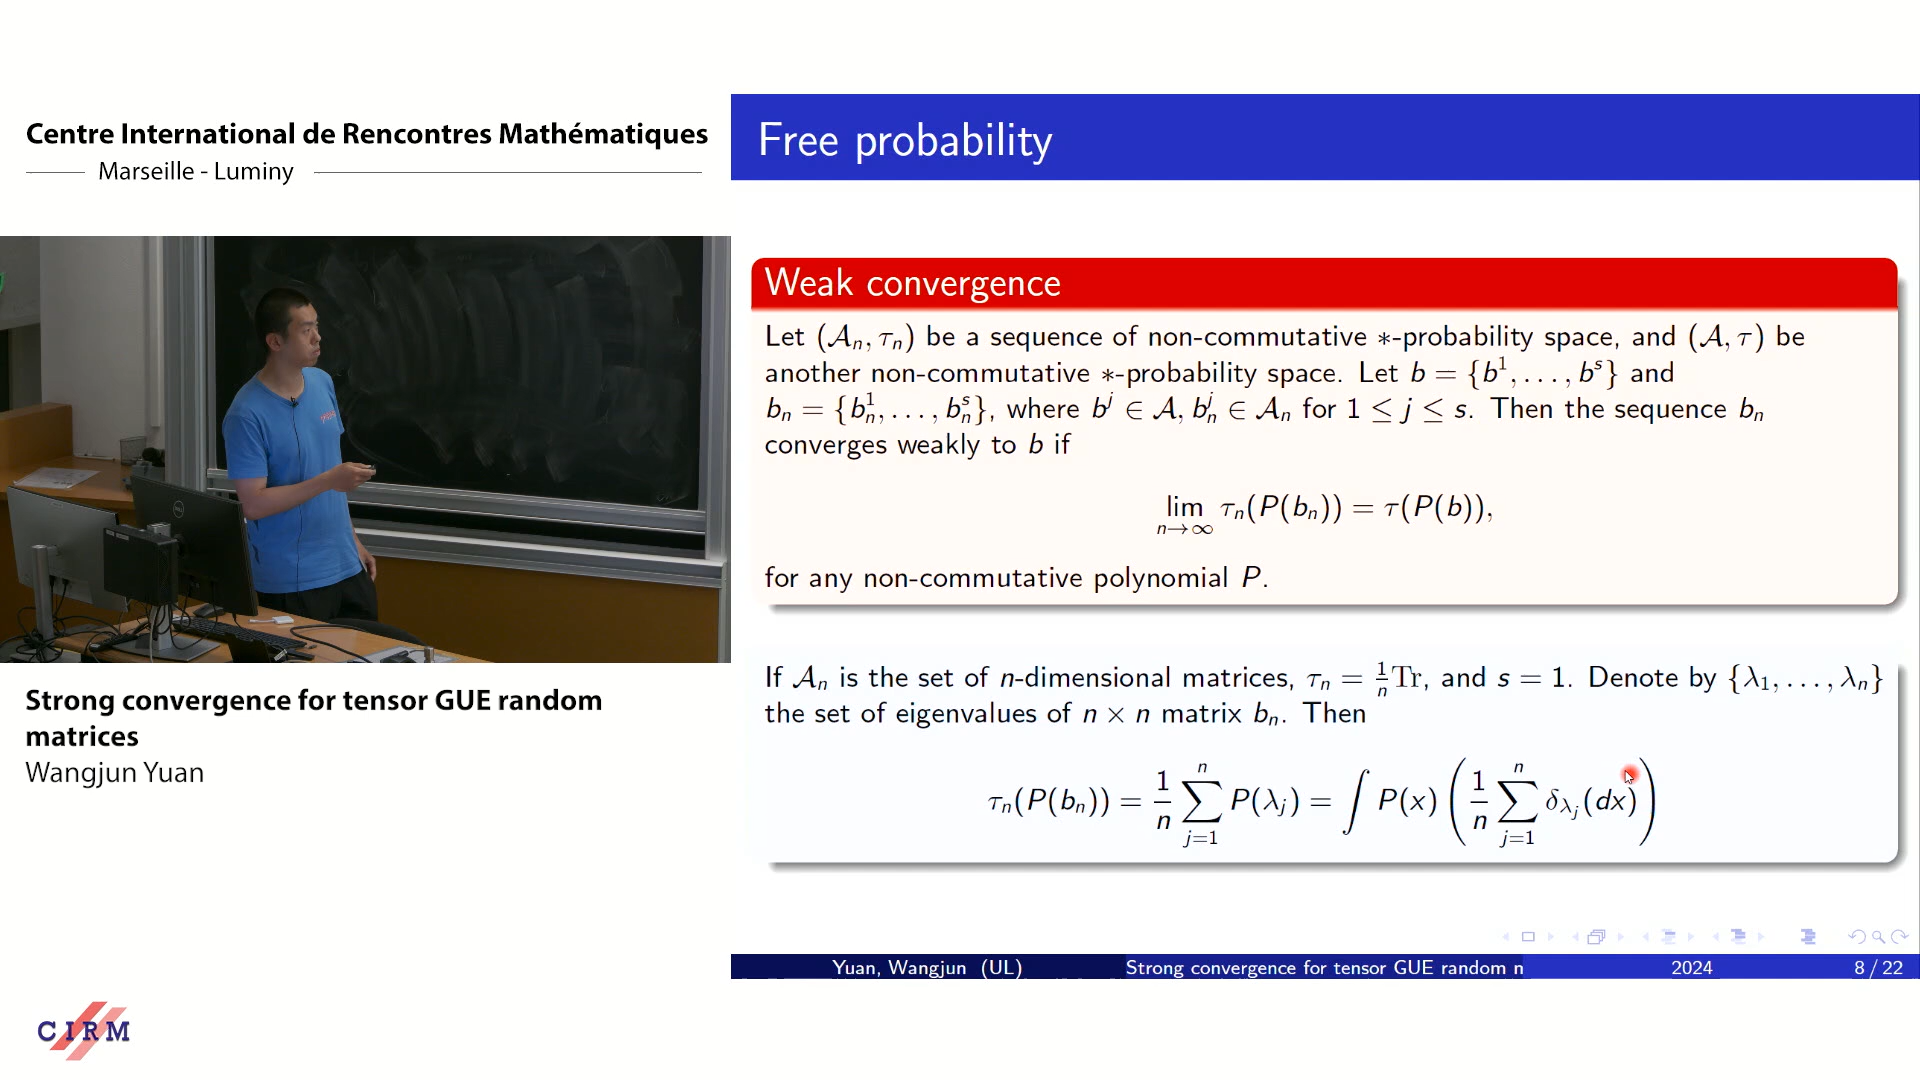 Centre International de Rencontres Mathématiques
Marseille - Luminy
Strong convergence for tensor GUE random
matrices
Wangjun Yuan
CIRM
Free probability
Weak convergence
Let (𝒜ₙ, τₙ) be a sequence of non-commutative ∗-probability space, and (𝒜, τ) be
another non-commutative ∗-probability space. Let b = {b¹, . . . , bˢ} and
bₙ = {bₙ¹, . . . , bₙˢ}, where bʲ ∈ 𝒜, bₙʲ ∈ 𝒜ₙ for 1 ≤ j ≤ s. Then the sequence bₙ
converges weakly to b if
lim_{n→∞} τₙ(P(bₙ)) = τ(P(b)),
for any non-commutative polynomial P.
If 𝒜ₙ is the set of n-dimensional matrices, τₙ = 1/n Tr, and s = 1. Denote by {λ₁, . . . , λₙ}
the set of eigenvalues of n × n matrix bₙ. Then
τₙ(P(bₙ)) = 1/n ∑_{j=1}^{n} P(λⱼ) = ∫ P(x) (1/n ∑_{j=1}^{n} δ_{λⱼ}(dx))
Yuan, Wangjun (UL) Strong convergence for tensor GUE random m 2024 8 / 22